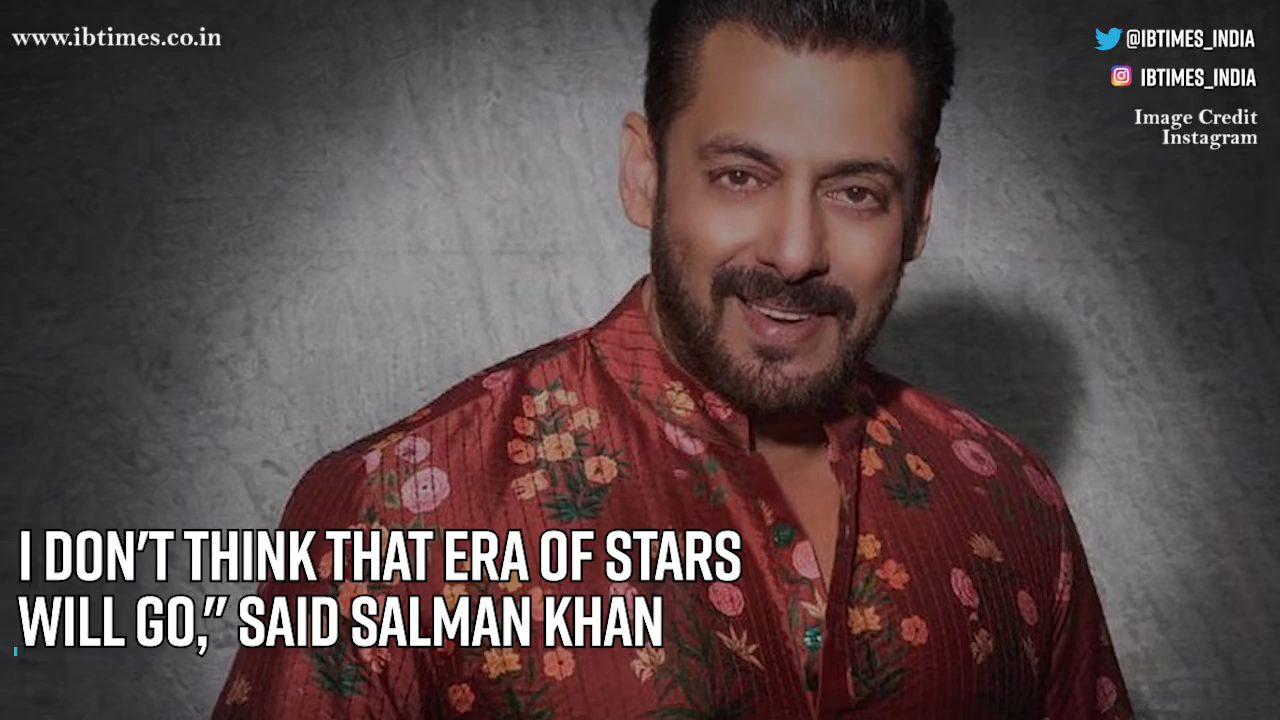 www.ibtimes.co.in
@IBTIMES_INDIA
IBTIMES_INDIA
Image Credit
Instagram
I DON'T THINK THAT ERA OF STARS
WILL GO," SAID SALMAN KHAN